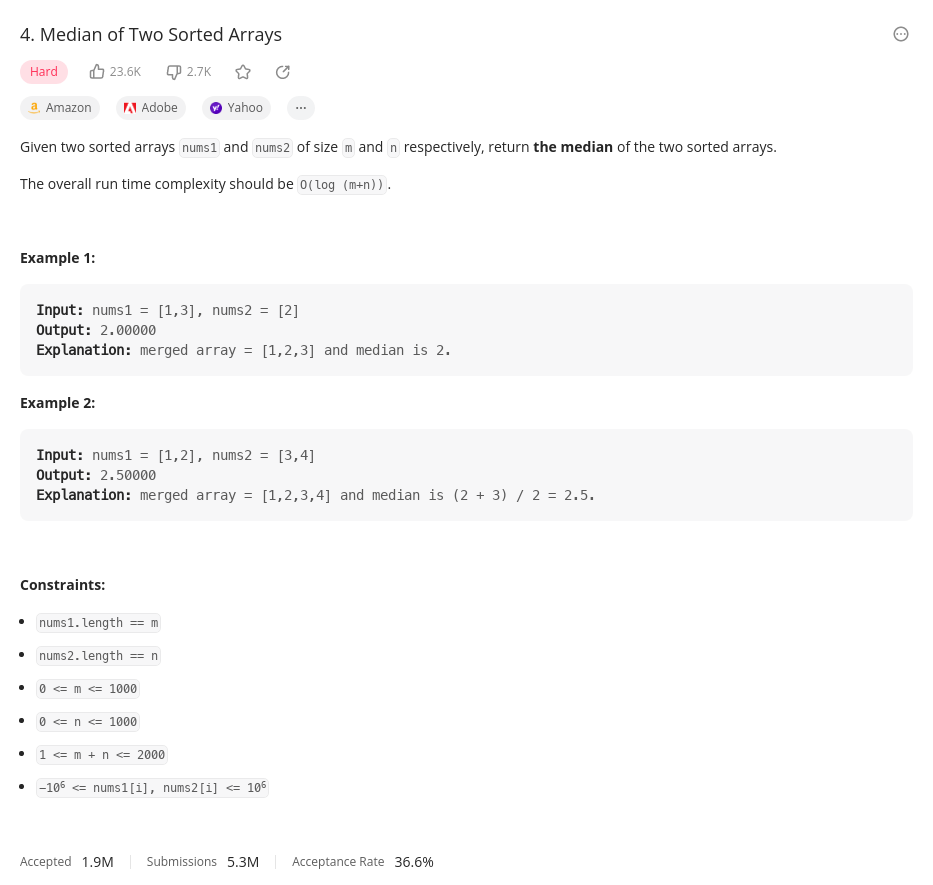 4. Median of Two Sorted Arrays
Hard 23.6K 2.7K
Amazon Adobe Yahoo ...
Given two sorted arrays nums1 and nums2 of size m and n respectively, return the median of the two sorted arrays.
The overall run time complexity should be O(log (m+n)).
Example 1:
Input: nums1 = [1,3], nums2 = [2]
Output: 2.00000
Explanation: merged array = [1,2,3] and median is 2.
Example 2:
Input: nums1 = [1,2], nums2 = [3,4]
Output: 2.50000
Explanation: merged array = [1,2,3,4] and median is (2 + 3) / 2 = 2.5.
Constraints:
• nums1.length == m
• nums2.length == n
• 0 <= m <= 1000
• 0 <= n <= 1000
• 1 <= m + n <= 2000
• −10⁶ <= nums1[i], nums2[i] <= 10⁶
Accepted 1.9M Submissions 5.3M Acceptance Rate 36.6%